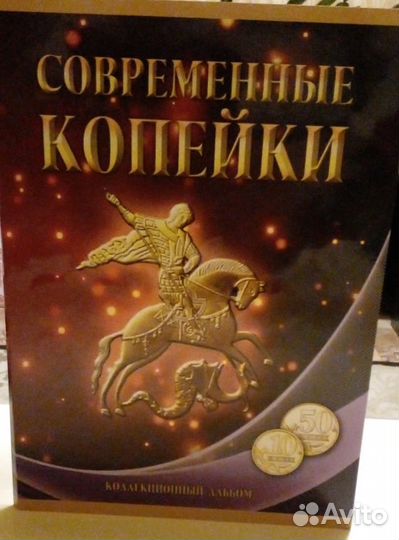 СОВРЕМЕННЫЕ
КОПЕЙКИ
50
10
КОЛЛЕКЦИОННЫЙ АЛЬБОМ
Avito